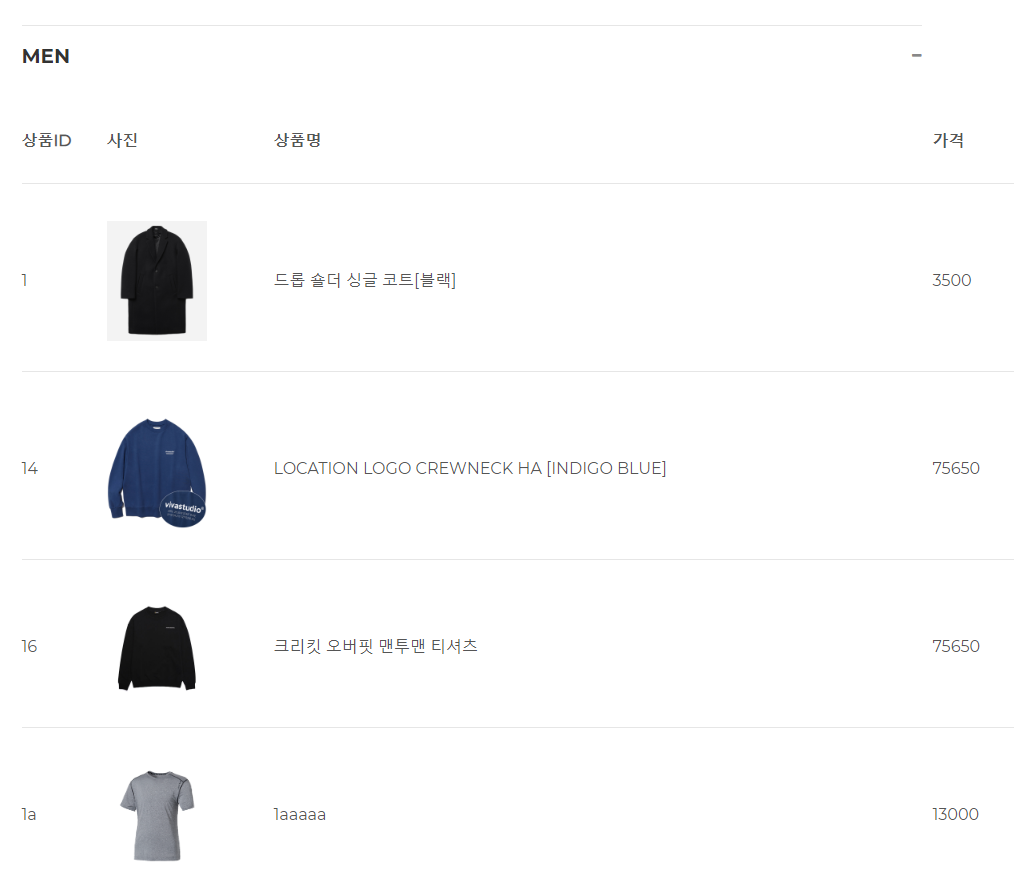 MEN
상품ID 사진 상품명 가격
1 드롭 숄더 싱글 코트[블랙] 3500
14 LOCATION LOGO CREWNECK HA [INDIGO BLUE] 75650
vivastudio
16 크리킷 오버핏 맨투맨 티셔츠 75650
1a 1aaaaa 13000